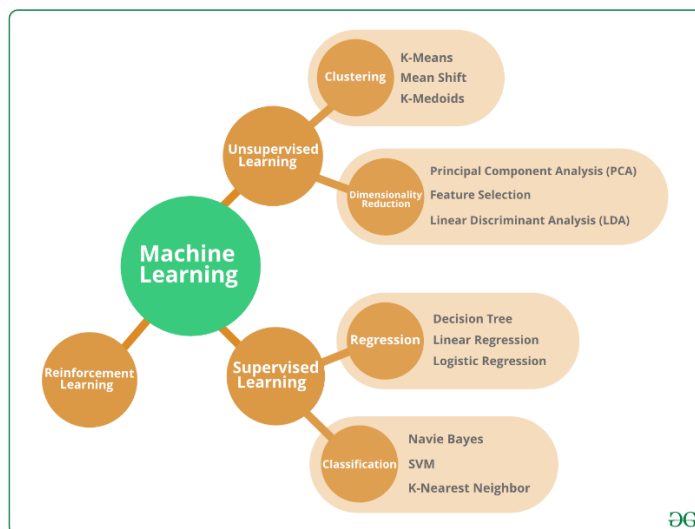 Clustering
K-Means
Mean Shift
K-Medoids
Unsupervised
Learning
Dimensionality
Reduction
Principal Component Analysis (PCA)
Feature Selection
Linear Discriminant Analysis (LDA)
Machine
Learning
Reinforcement
Learning
Supervised
Learning
Regression
Decision Tree
Linear Regression
Logistic Regression
Classification
Navie Bayes
SVM
K-Nearest Neighbor